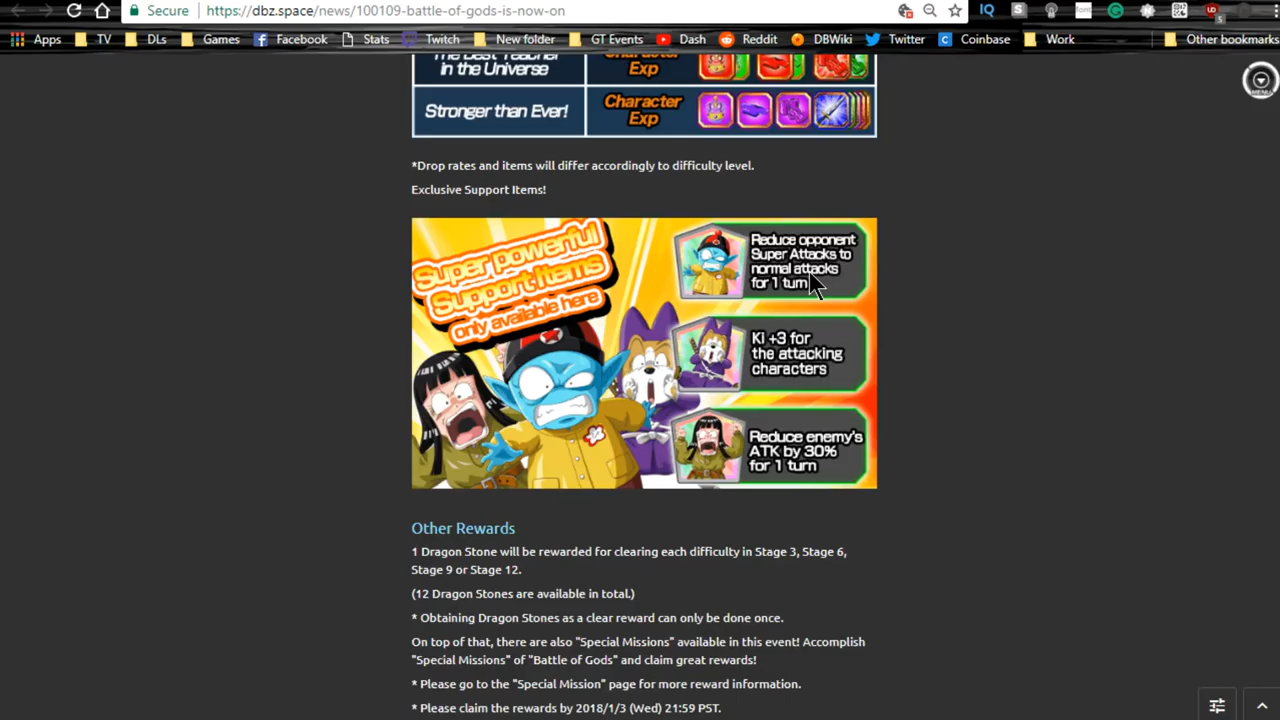 Secure https://dbz.space/news/100109-battle-of-gods-is-now-on
Apps TV DLs Games Facebook Stats Twitch New folder GT Events Dash Reddit DBWiki Twitter Coinbase Work Other bookmarks
The Best Teacher
in the Universe
Character
Exp
Stronger than Ever!
Character
Exp
*Drop rates and items will differ accordingly to difficulty level.
Exclusive Support Items!
Super powerful
Support Items
only available here
Reduce opponent
Super Attacks to
normal attacks
for 1 turn
Ki +3 for
the attacking
characters
Reduce enemy's
ATK by 30%
for 1 turn
Other Rewards
1 Dragon Stone will be rewarded for clearing each difficulty in Stage 3, Stage 6,
Stage 9 or Stage 12.
(12 Dragon Stones are available in total.)
* Obtaining Dragon Stones as a clear reward can only be done once.
On top of that, there are also "Special Missions" available in this event! Accomplish
"Special Missions" of "Battle of Gods" and claim great rewards!
* Please go to the "Special Mission" page for more reward information.
* Please claim the rewards by 2018/1/3 (Wed) 21:59 PST.
MENU